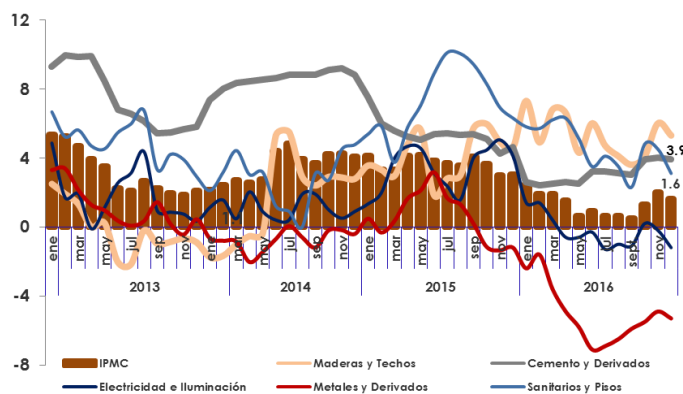 12
8
4
3.9
1.6
0
ene mar may jul sep nov ene mar may jul sep nov ene mar may jul sep nov ene mar may jul sept nov
2013 2014 2015 2016
-4
-8
IPMC Maderas y Techos Cemento y Derivados
Electricidad e Iluminación Metales y Derivados Sanitarios y Pisos